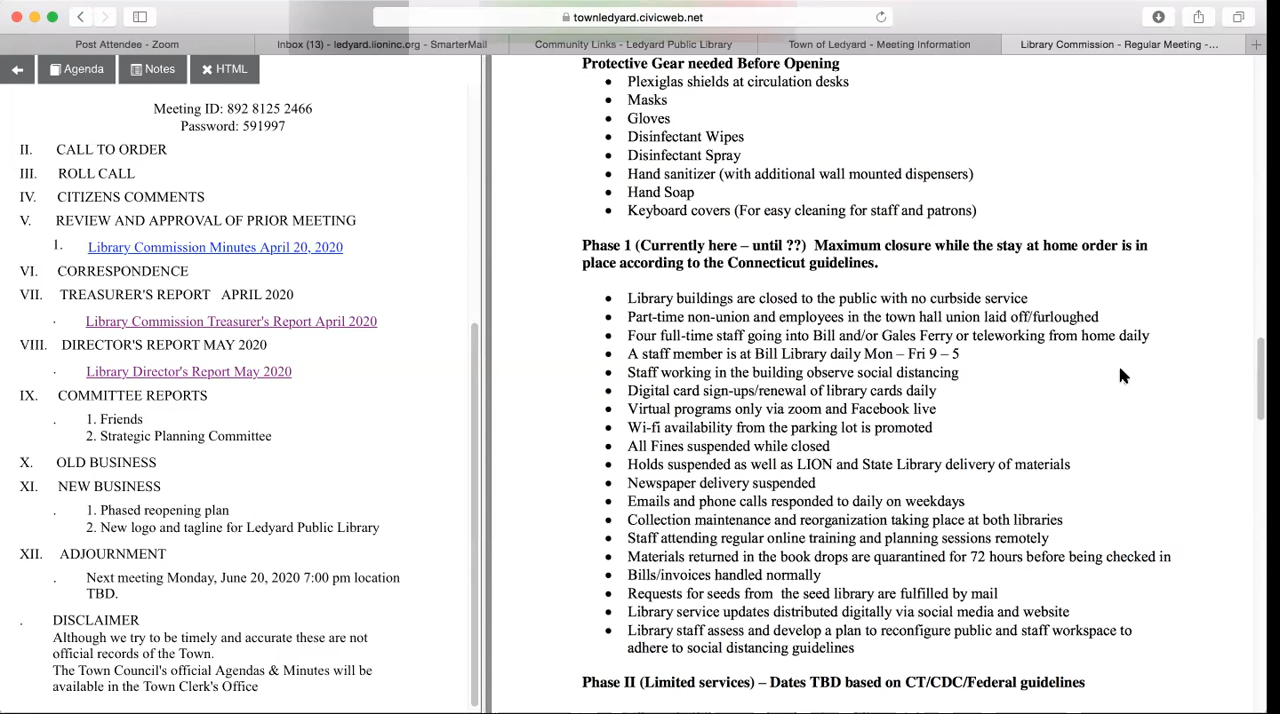 townledyard.civicweb.net
Post Attendee - Zoom
Inbox (13) - ledyard.lioninc.org - SmarterMail
Community Links - Ledyard Public Library
Town of Ledyard - Meeting Information
Library Commission - Regular Meeting -...
Agenda
Notes
HTML
Meeting ID: 892 8125 2466
Password: 591997
II. CALL TO ORDER
III. ROLL CALL
IV. CITIZENS COMMENTS
V. REVIEW AND APPROVAL OF PRIOR MEETING
I. Library Commission Minutes April 20, 2020
VI. CORRESPONDENCE
VII. TREASURER'S REPORT APRIL 2020
. Library Commission Treasurer's Report April 2020
VIII. DIRECTOR'S REPORT MAY 2020
. Library Director's Report May 2020
IX. COMMITTEE REPORTS
. 1. Friends
2. Strategic Planning Committee
X. OLD BUSINESS
XI. NEW BUSINESS
. 1. Phased reopening plan
2. New logo and tagline for Ledyard Public Library
XII. ADJOURNMENT
. Next meeting Monday, June 20, 2020 7:00 pm location
TBD.
. DISCLAIMER
Although we try to be timely and accurate these are not
official records of the Town.
The Town Council's official Agendas & Minutes will be
available in the Town Clerk's Office
Protective Gear needed Before Opening
• Plexiglas shields at circulation desks
• Masks
• Gloves
• Disinfectant Wipes
• Disinfectant Spray
• Hand sanitizer (with additional wall mounted dispensers)
• Hand Soap
• Keyboard covers (For easy cleaning for staff and patrons)
Phase 1 (Currently here – until ??) Maximum closure while the stay at home order is in
place according to the Connecticut guidelines.
• Library buildings are closed to the public with no curbside service
• Part-time non-union and employees in the town hall union laid off/furloughed
• Four full-time staff going into Bill and/or Gales Ferry or teleworking from home daily
• A staff member is at Bill Library daily Mon – Fri 9 – 5
• Staff working in the building observe social distancing
• Digital card sign-ups/renewal of library cards daily
• Virtual programs only via zoom and Facebook live
• Wi-fi availability from the parking lot is promoted
• All Fines suspended while closed
• Holds suspended as well as LION and State Library delivery of materials
• Newspaper delivery suspended
• Emails and phone calls responded to daily on weekdays
• Collection maintenance and reorganization taking place at both libraries
• Staff attending regular online training and planning sessions remotely
• Materials returned in the book drops are quarantined for 72 hours before being checked in
• Bills/invoices handled normally
• Requests for seeds from the seed library are fulfilled by mail
• Library service updates distributed digitally via social media and website
• Library staff assess and develop a plan to reconfigure public and staff workspace to
adhere to social distancing guidelines
Phase II (Limited services) – Dates TBD based on CT/CDC/Federal guidelines